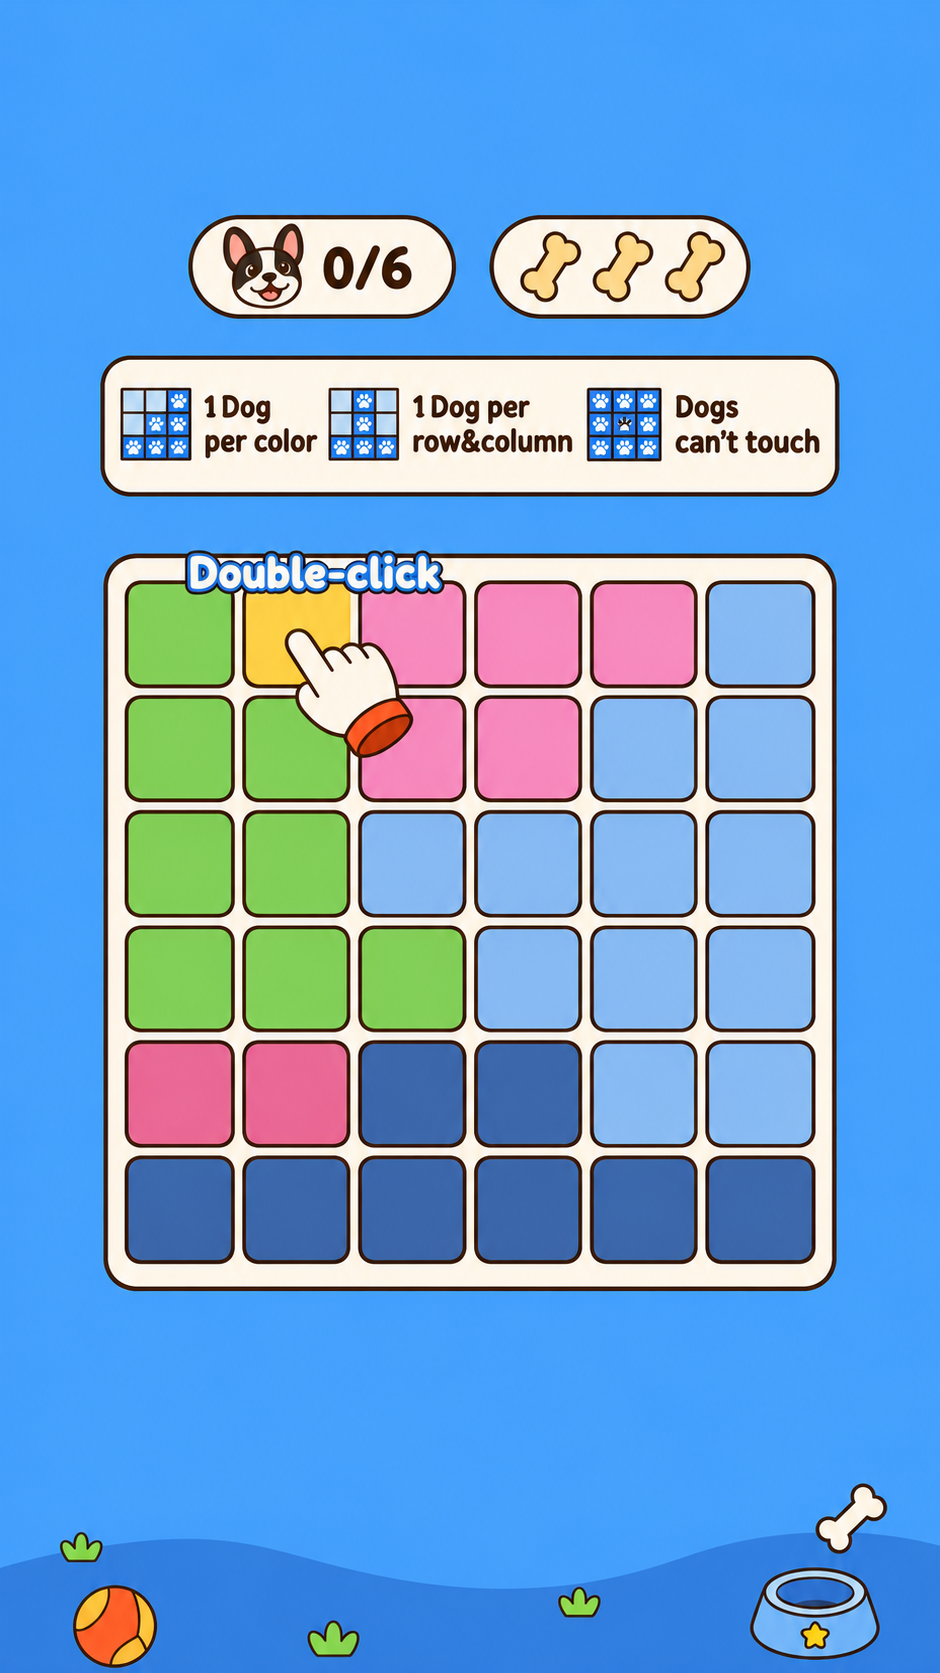 0/6
1 Dog
per color
1 Dog per
row&column
Dogs
can't touch
Double-click